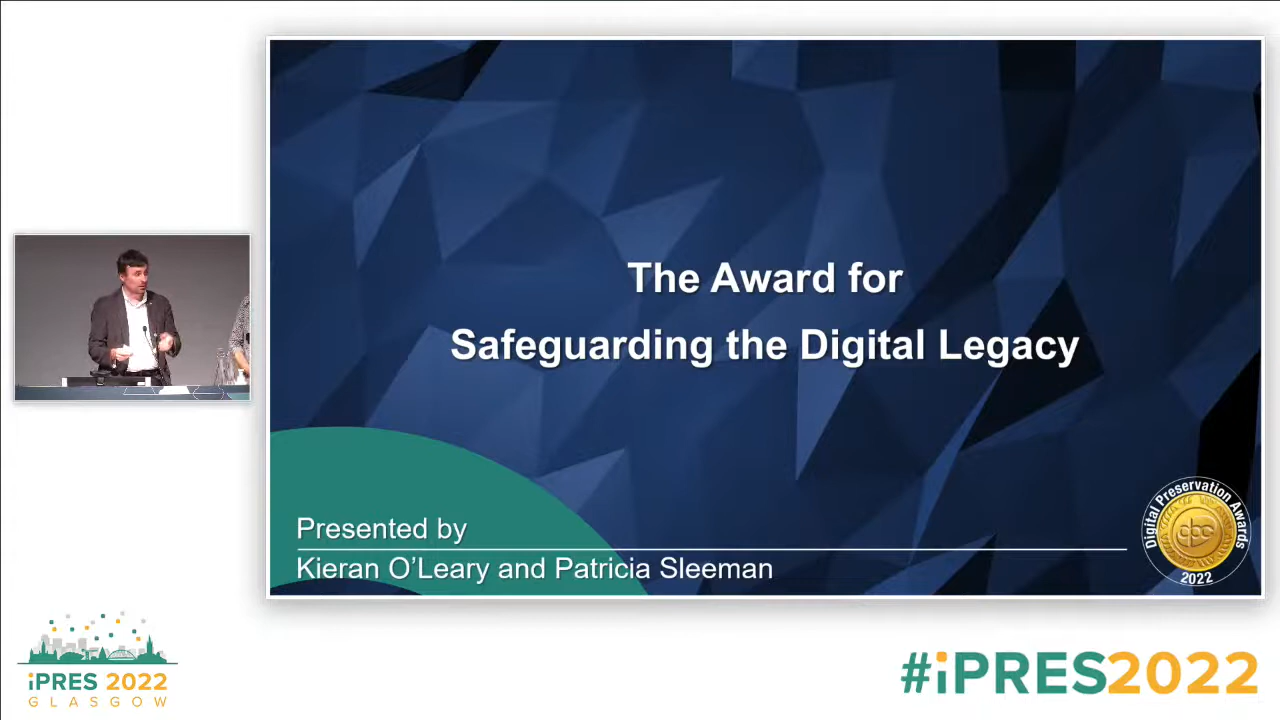 The Award for
Safeguarding the Digital Legacy
Presented by
Kieran O’Leary and Patricia Sleeman
Digital Preservation Awards
dpc
2022
iPRES 2022
GLASGOW
#iPRES2022